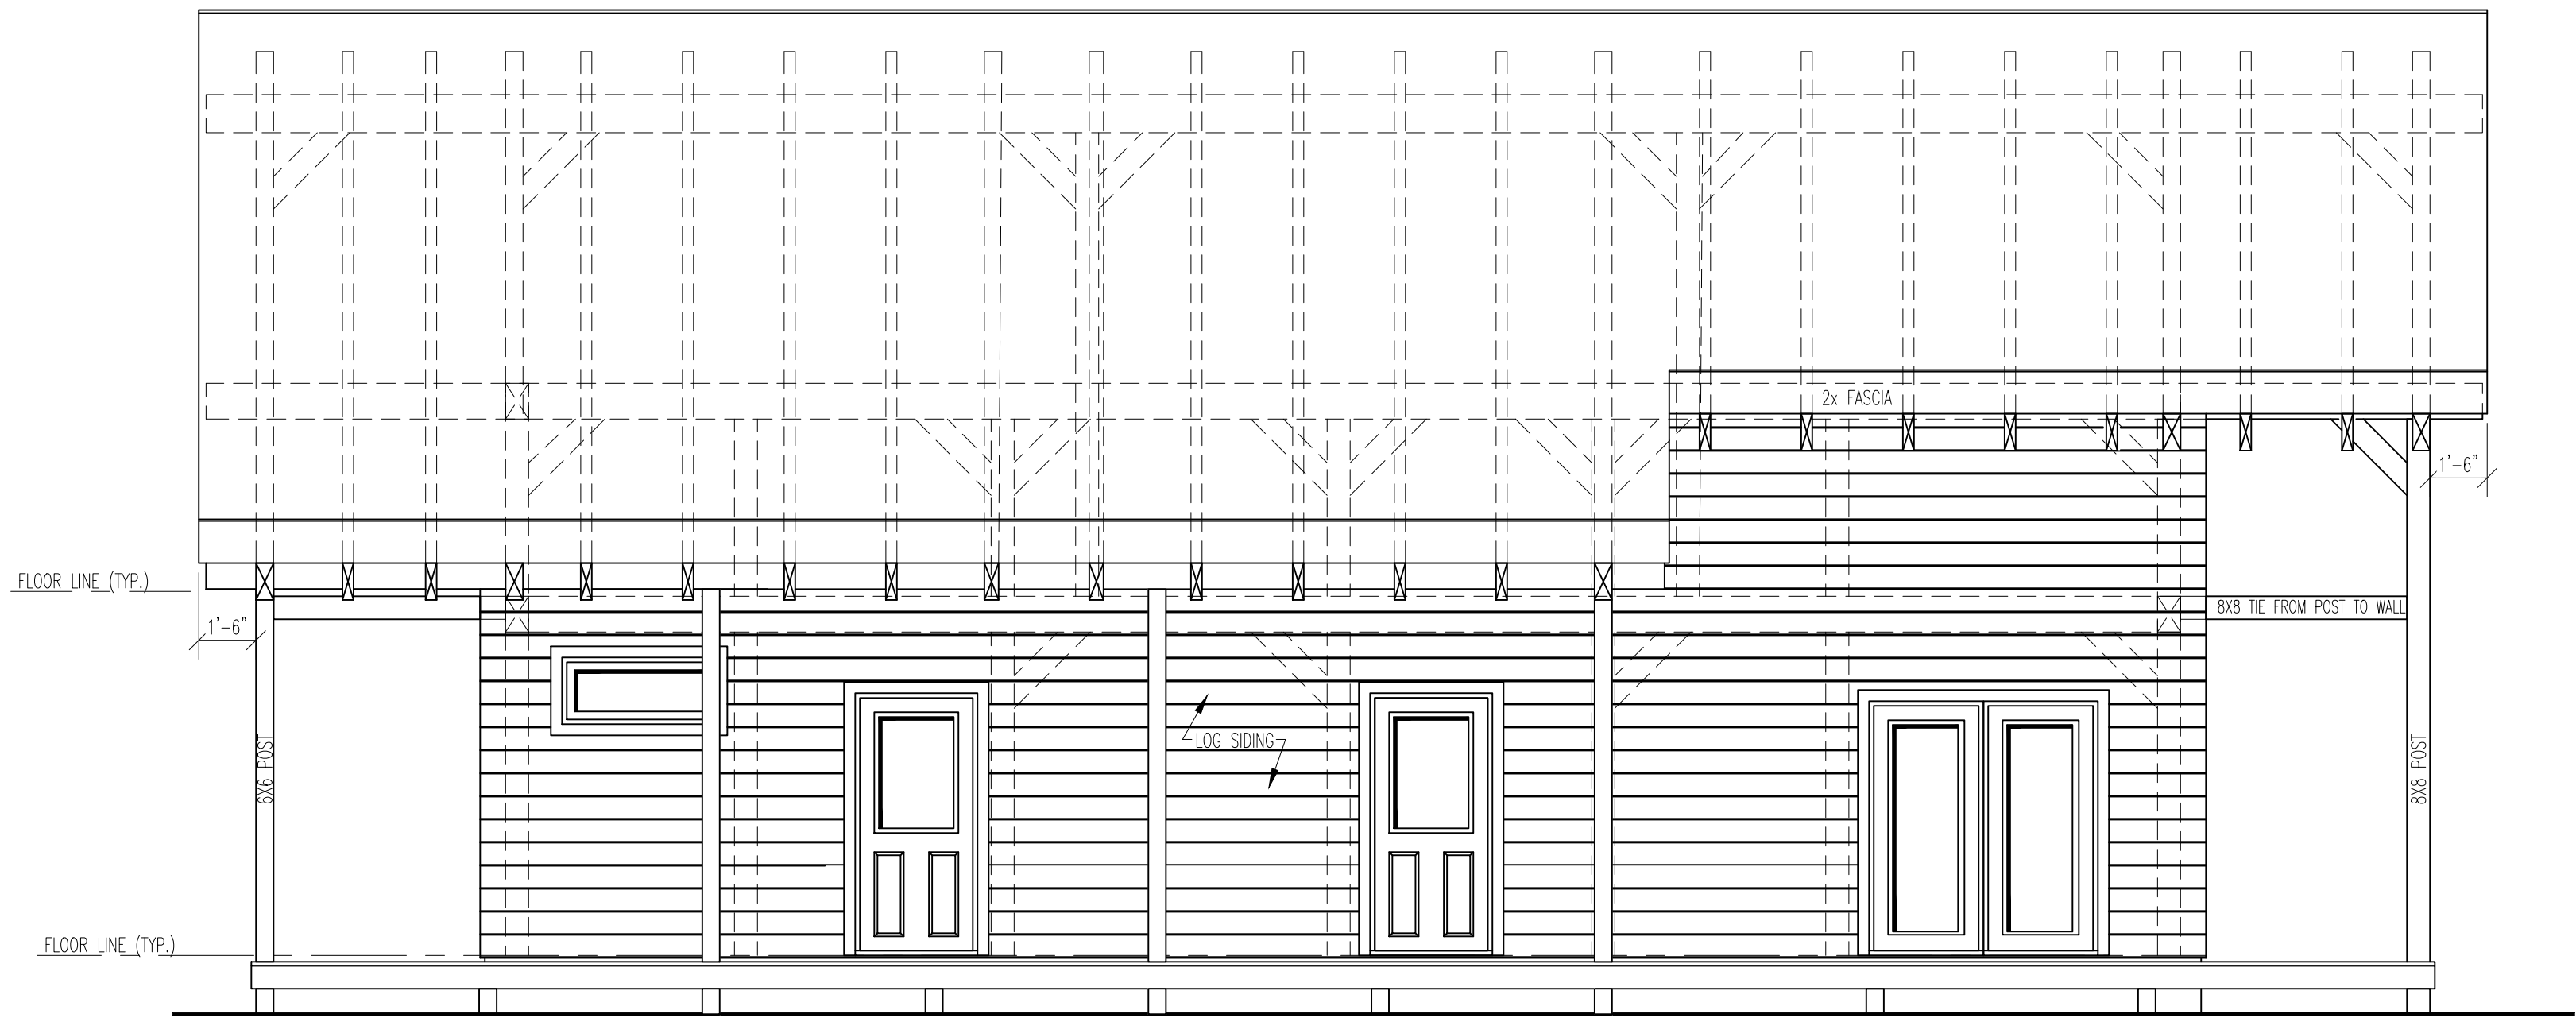 2x FASCIA
1'-6"
FLOOR LINE (TYP.)
8X8 TIE FROM POST TO WALL
1'-6"
LOG SIDING
6X6 POST
8X8 POST
FLOOR LINE (TYP.)